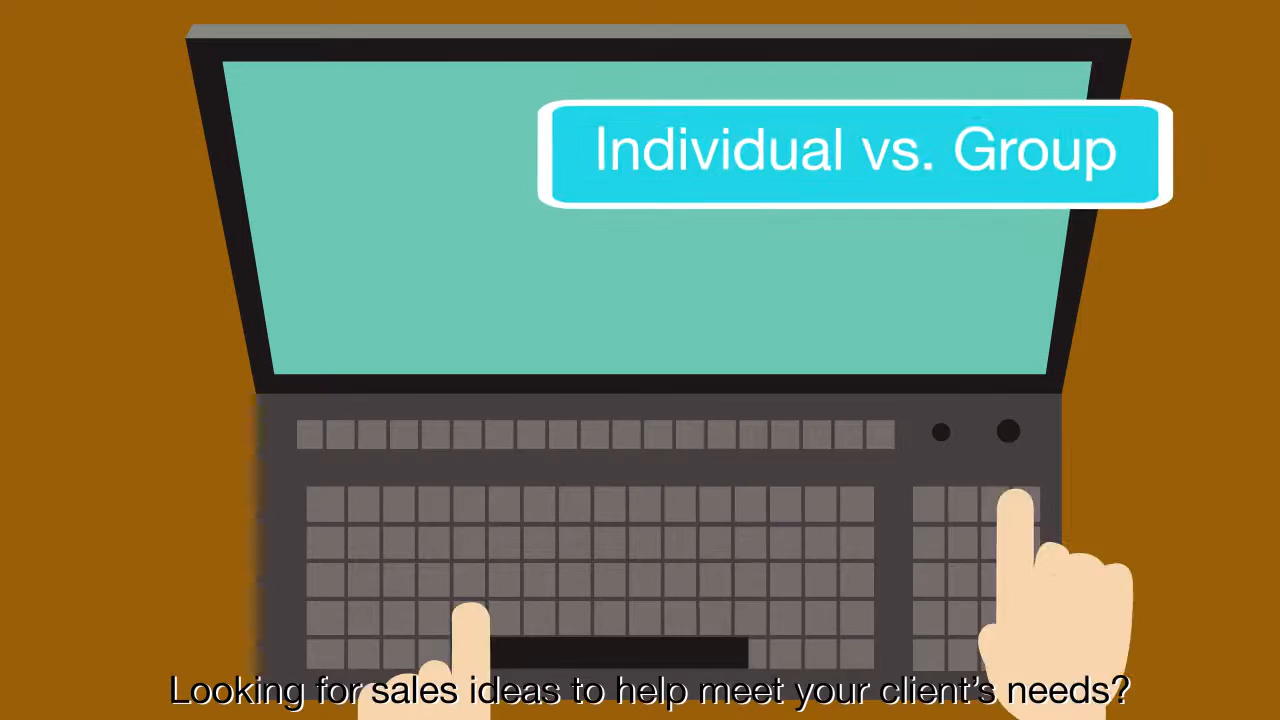 Individual vs. Group
Looking for sales ideas to help meet your client's needs?